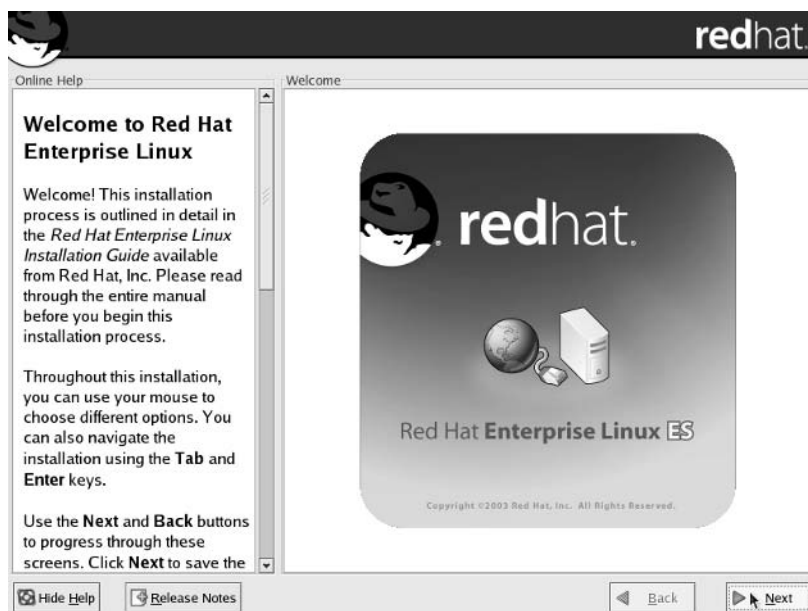 redhat.
Online Help
Welcome to Red Hat
Enterprise Linux
Welcome! This installation
process is outlined in detail in
the Red Hat Enterprise Linux
Installation Guide available
from Red Hat, Inc. Please read
through the entire manual
before you begin this
installation process.
Throughout this installation,
you can use your mouse to
choose different options. You
can also navigate the
installation using the Tab and
Enter keys.
Use the Next and Back buttons
to progress through these
screens. Click Next to save the
Welcome
redhat.
Red Hat Enterprise Linux ES
Copyright ©2003 Red Hat, Inc. All Rights Reserved.
Hide Help
Release Notes
Back
Next